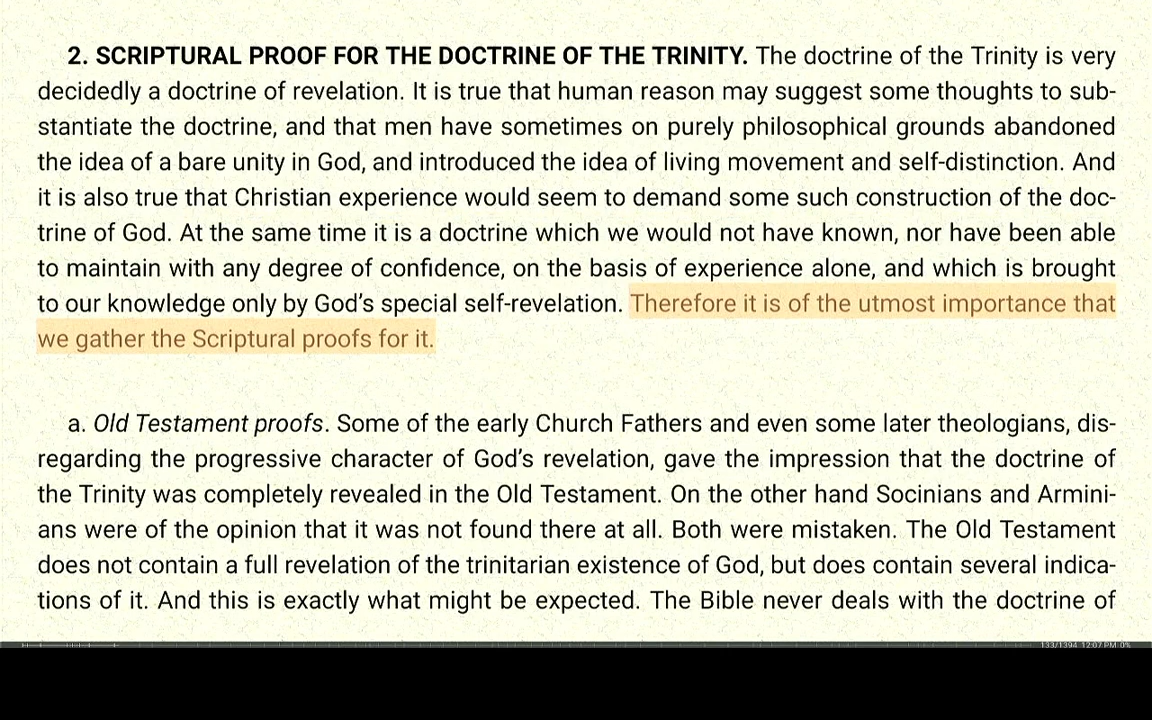 2. SCRIPTURAL PROOF FOR THE DOCTRINE OF THE TRINITY. The doctrine of the Trinity is very
decidedly a doctrine of revelation. It is true that human reason may suggest some thoughts to sub-
stantiate the doctrine, and that men have sometimes on purely philosophical grounds abandoned
the idea of a bare unity in God, and introduced the idea of living movement and self-distinction. And
it is also true that Christian experience would seem to demand some such construction of the doc-
trine of God. At the same time it is a doctrine which we would not have known, nor have been able
to maintain with any degree of confidence, on the basis of experience alone, and which is brought
to our knowledge only by God’s special self-revelation. Therefore it is of the utmost importance that
we gather the Scriptural proofs for it.
a. Old Testament proofs. Some of the early Church Fathers and even some later theologians, dis-
regarding the progressive character of God’s revelation, gave the impression that the doctrine of
the Trinity was completely revealed in the Old Testament. On the other hand Socinians and Armini-
ans were of the opinion that it was not found there at all. Both were mistaken. The Old Testament
does not contain a full revelation of the trinitarian existence of God, but does contain several indica-
tions of it. And this is exactly what might be expected. The Bible never deals with the doctrine of
133/1394 12:07 PM 0%